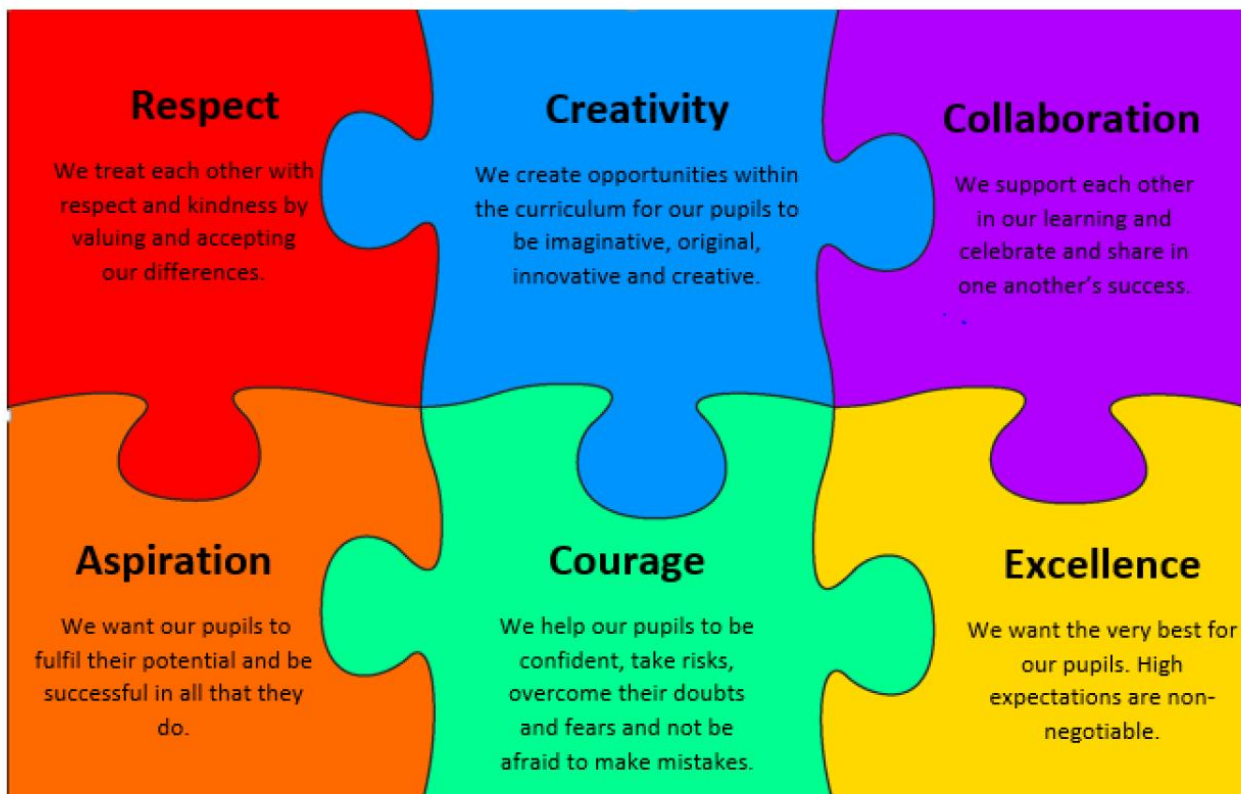 Respect
We treat each other with
respect and kindness by
valuing and accepting
our differences.
Creativity
We create opportunities within
the curriculum for our pupils to
be imaginative, original,
innovative and creative.
Collaboration
We support each other
in our learning and
celebrate and share in
one another’s success.
Aspiration
We want our pupils to
fulfil their potential and be
successful in all that they
do.
Courage
We help our pupils to be
confident, take risks,
overcome their doubts
and fears and not be
afraid to make mistakes.
Excellence
We want the very best for
our pupils. High
expectations are non-
negotiable.